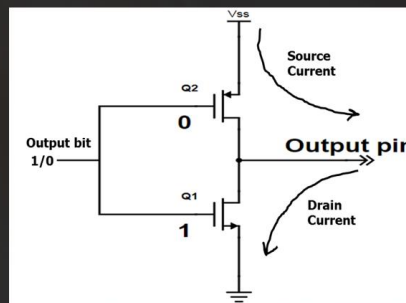 Vss
Source
Current
Q2
0
Output bit
1/0
Output pin
Q1
1
Drain
Current